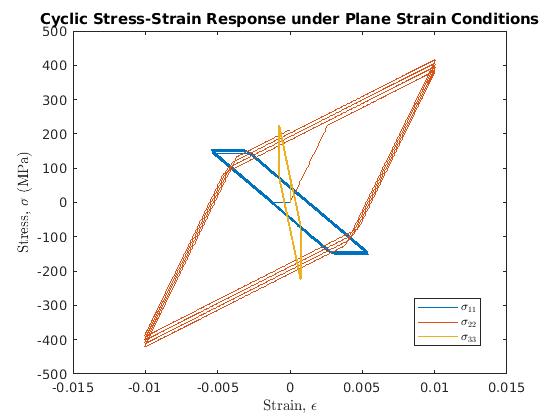 Cyclic Stress-Strain Response under Plane Strain Conditions
500
400
300
200
100
0
-100
-200
-300
-400
-500
Stress, σ (MPa)
-0.015 -0.01 -0.005 0 0.005 0.01 0.015
Strain, ϵ
σ₁₁
σ₂₂
σ₃₃